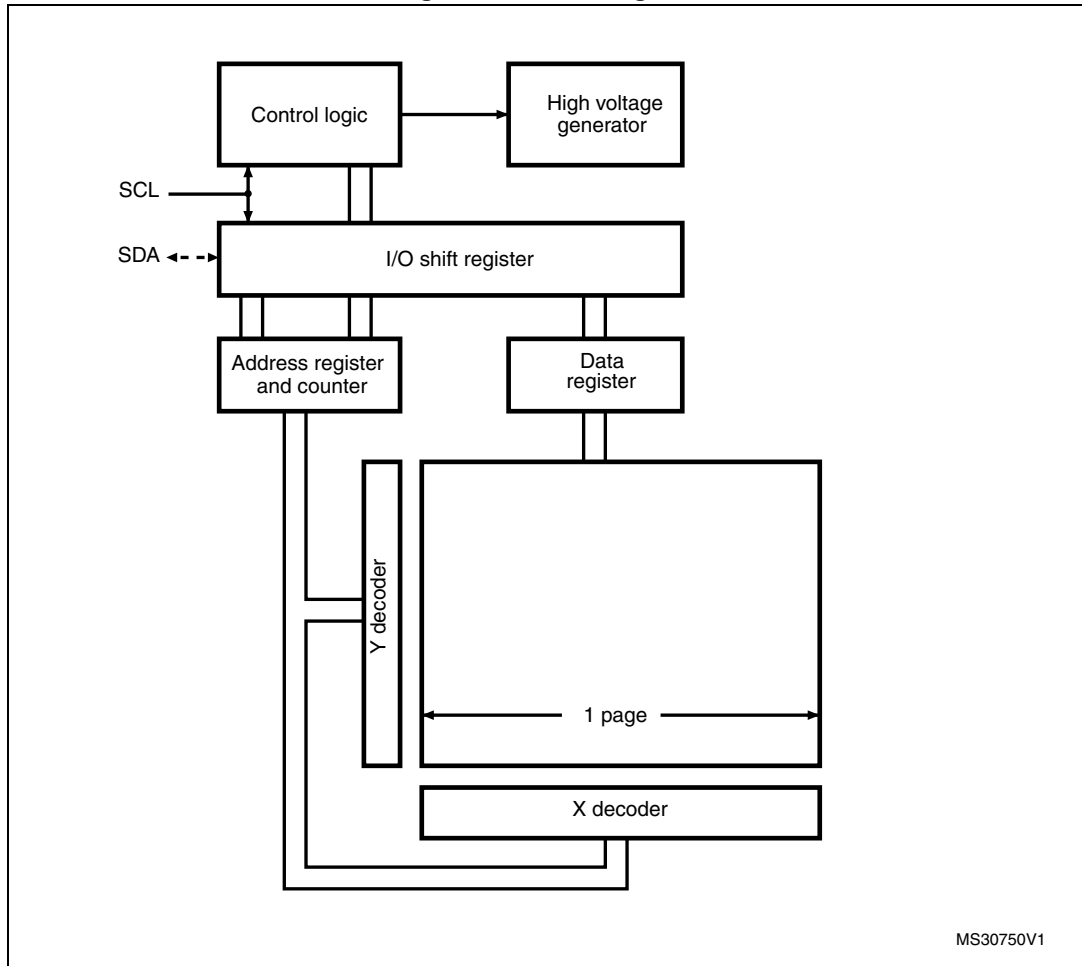 Control logic
High voltage
generator
SCL
SDA
I/O shift register
Address register
and counter
Data
register
Y decoder
1 page
X decoder
MS30750V1